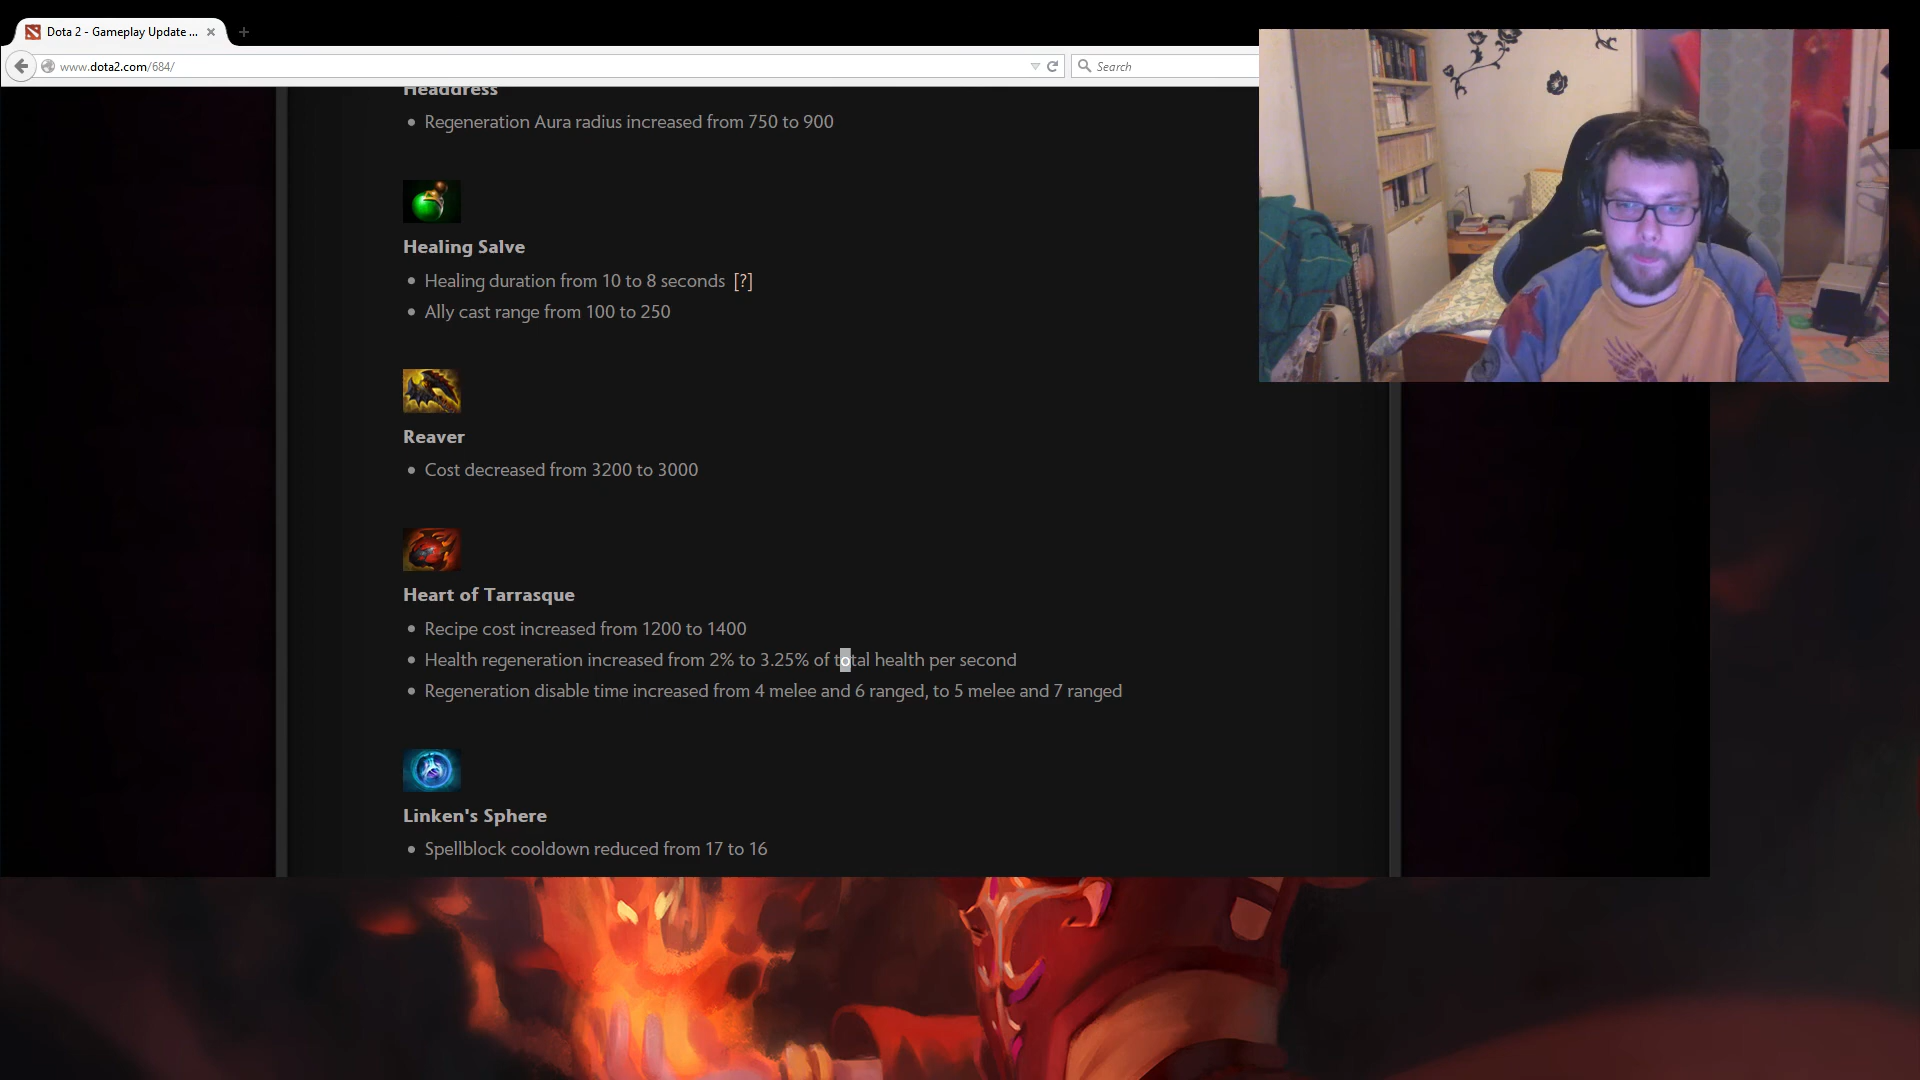 Dota 2 - Gameplay Update ...
www.dota2.com/684/
Search
Headdress
Regeneration Aura radius increased from 750 to 900
Healing Salve
Healing duration from 10 to 8 seconds [?]
Ally cast range from 100 to 250
Reaver
Cost decreased from 3200 to 3000
Heart of Tarrasque
Recipe cost increased from 1200 to 1400
Health regeneration increased from 2% to 3.25% of total health per second
Regeneration disable time increased from 4 melee and 6 ranged, to 5 melee and 7 ranged
Linken's Sphere
Spellblock cooldown reduced from 17 to 16